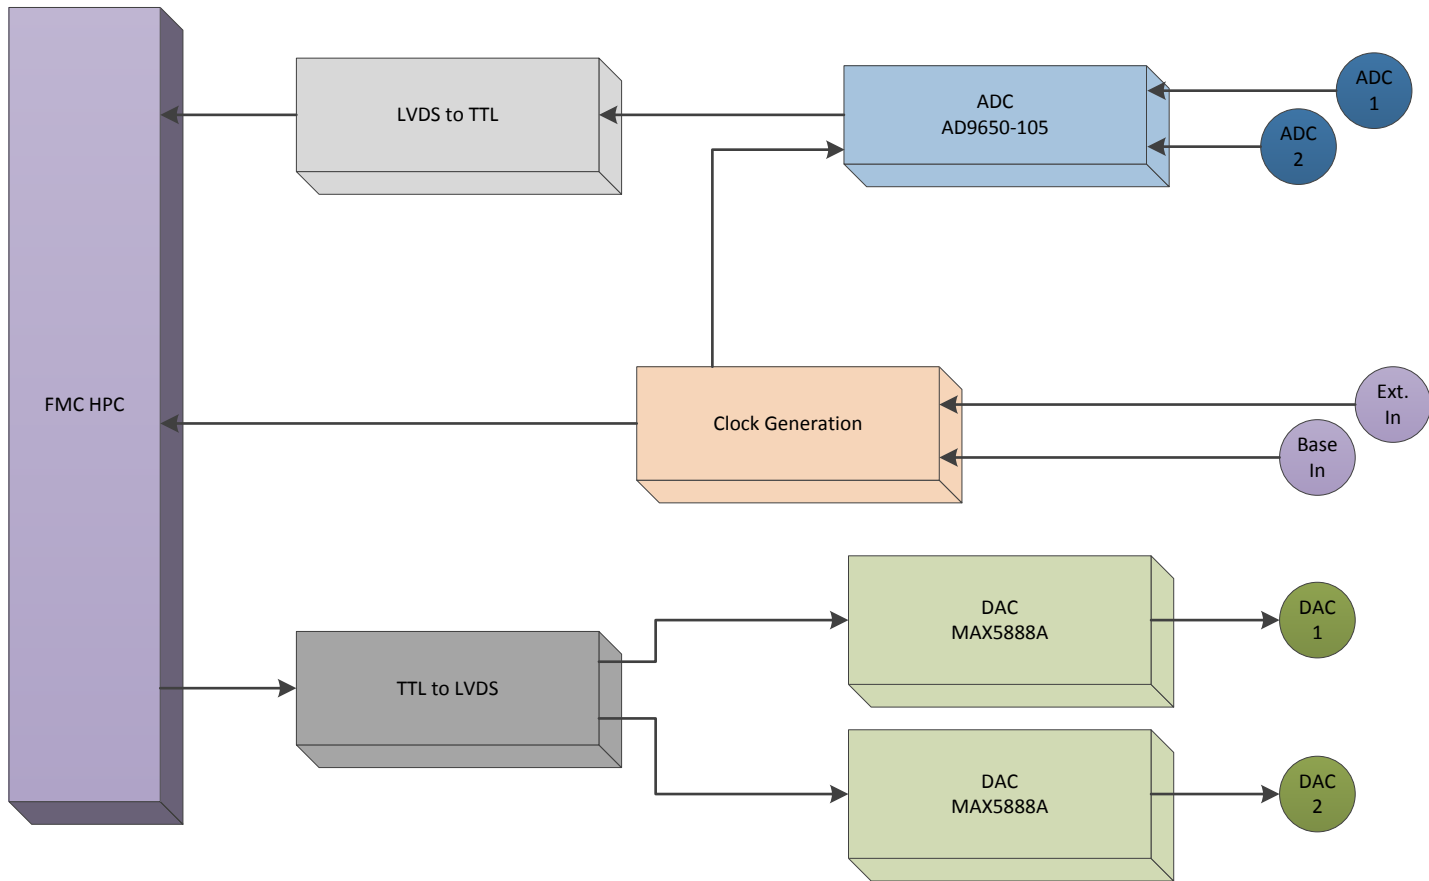 ADC
1
LVDS to TTL
ADC
AD9650-105
ADC
2
FMC HPC
Clock Generation
Ext.
In
Base
In
DAC
MAX5888A
DAC
1
TTL to LVDS
DAC
MAX5888A
DAC
2